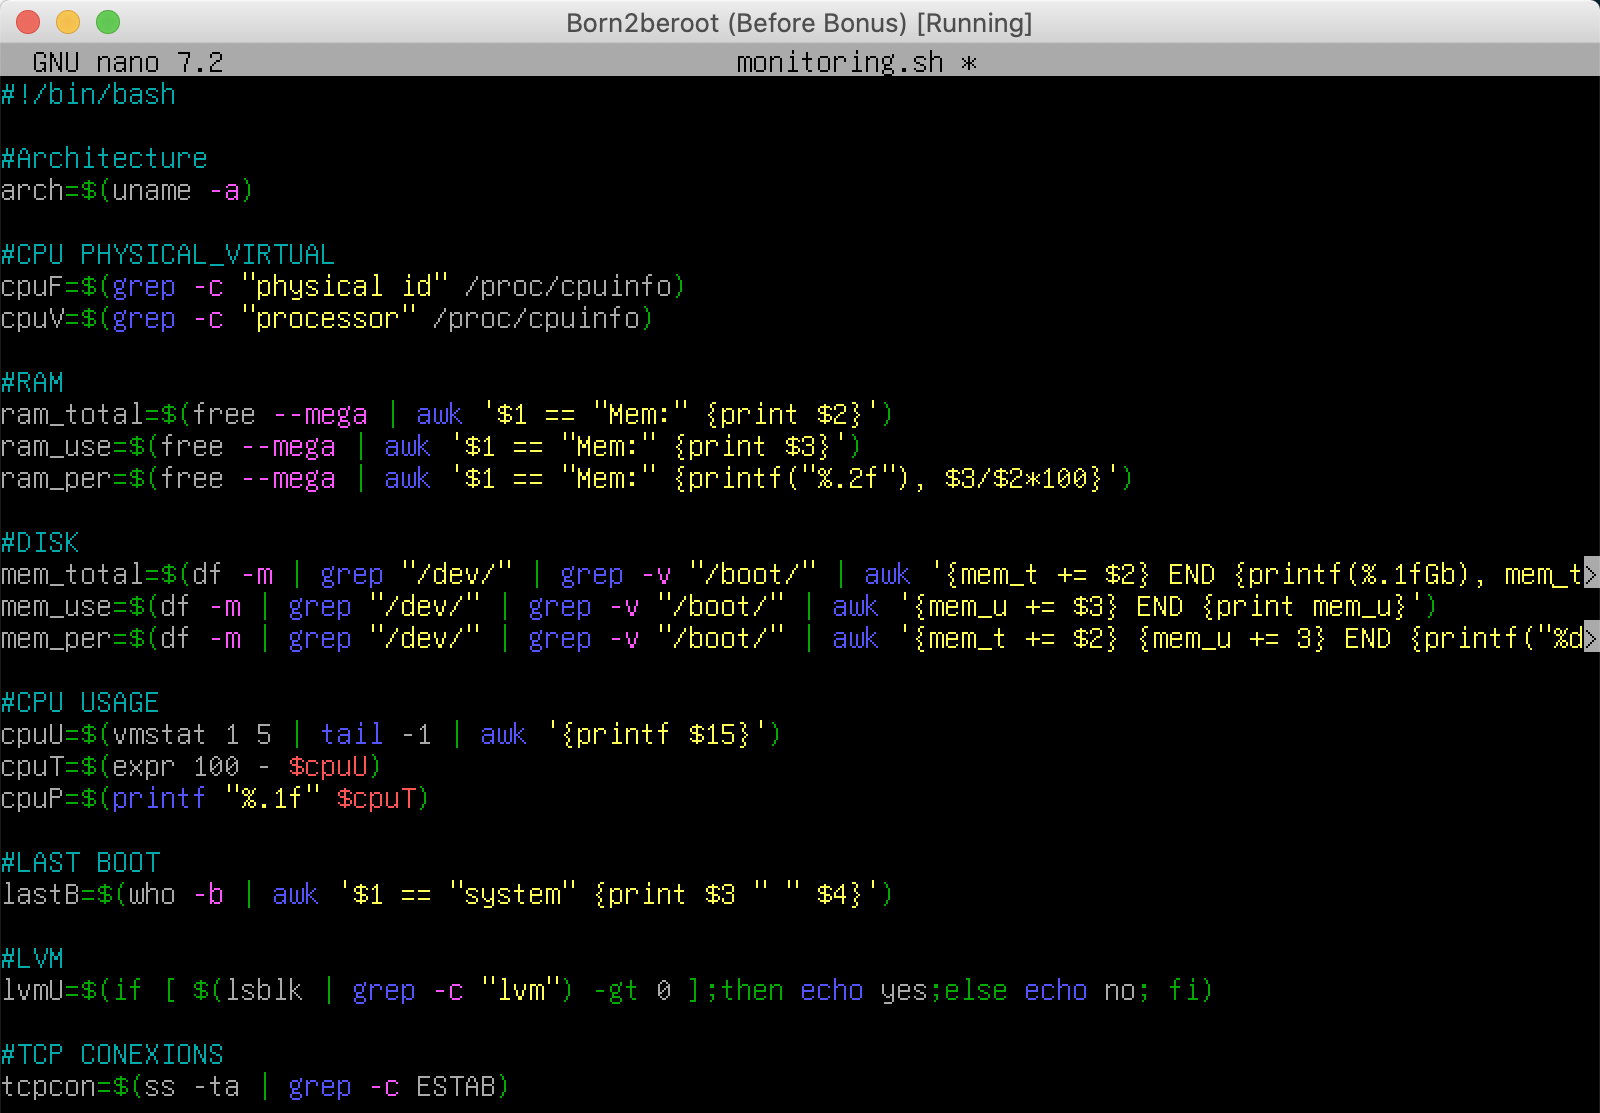 Born2beroot (Before Bonus) [Running]
GNU nano 7.2 monitoring.sh *
#!/bin/bash
#Architecture
arch=$(uname -a)
#CPU PHYSICAL_VIRTUAL
cpuF=$(grep -c "physical id" /proc/cpuinfo)
cpuV=$(grep -c "processor" /proc/cpuinfo)
#RAM
ram_total=$(free --mega | awk '$1 == "Mem:" {print $2}')
ram_use=$(free --mega | awk '$1 == "Mem:" {print $3}')
ram_per=$(free --mega | awk '$1 == "Mem:" {printf("%.2f"), $3/$2*100}')
#DISK
mem_total=$(df -m | grep "/dev/" | grep -v "/boot/" | awk '{mem_t += $2} END {printf(%.1fGb), mem_t>
mem_use=$(df -m | grep "/dev/" | grep -v "/boot/" | awk '{mem_u += $3} END {print mem_u}')
mem_per=$(df -m | grep "/dev/" | grep -v "/boot/" | awk '{mem_t += $2} {mem_u += 3} END {printf("%d>
#CPU USAGE
cpuU=$(vmstat 1 5 | tail -1 | awk '{printf $15}')
cpuT=$(expr 100 - $cpuU)
cpuP=$(printf "%.1f" $cpuT)
#LAST BOOT
lastB=$(who -b | awk '$1 == "system" {print $3 " " $4}')
#LVM
lvmU=$(if [ $(lsblk | grep -c "lvm") -gt 0 ];then echo yes;else echo no; fi)
#TCP CONEXIONS
tcpcon=$(ss -ta | grep -c ESTAB)